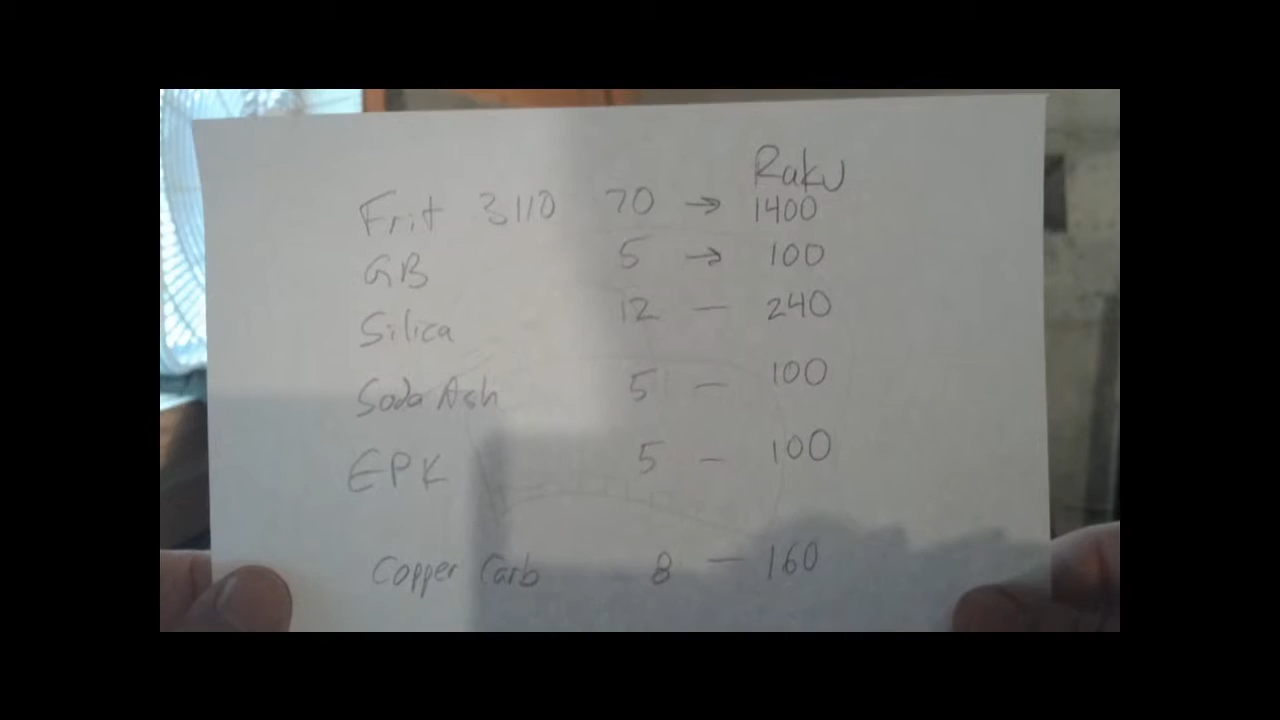 Raku
Frit 3110 70 → 1400
GB 5 → 100
Silica 12 — 240
Soda Ash 5 — 100
EPK 5 — 100
Copper Carb 8 — 160